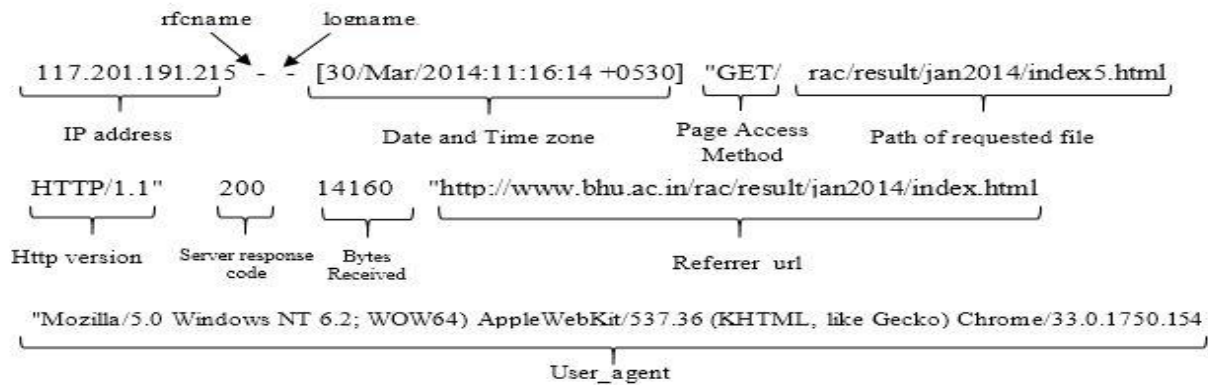 rfcname logname
117.201.191.215 - - [30/Mar/2014:11:16:14 +0530] "GET/ rac/result/jan2014/index5.html
IP address Date and Time zone Page Access Method Path of requested file
HTTP/1.1" 200 14160 "http://www.bhu.ac.in/rac/result/jan2014/index.html
Http version Server response code Bytes Received Referrer url
"Mozilla/5.0 Windows NT 6.2; WOW64) AppleWebKit/537.36 (KHTML, like Gecko) Chrome/33.0.1750.154
User_agent